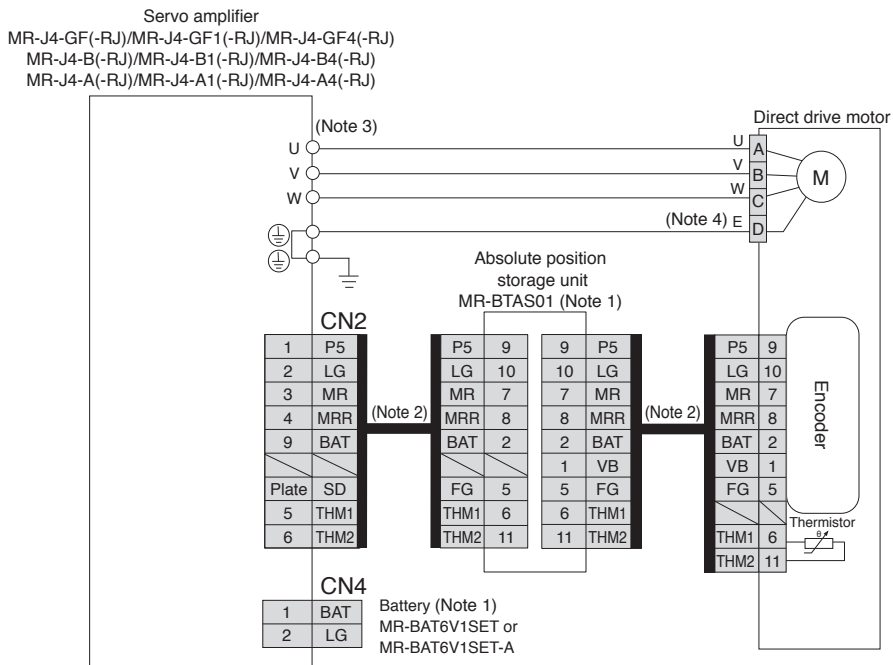 Servo amplifier
MR-J4-GF(-RJ)/MR-J4-GF1(-RJ)/MR-J4-GF4(-RJ)
MR-J4-B(-RJ)/MR-J4-B1(-RJ)/MR-J4-B4(-RJ)
MR-J4-A(-RJ)/MR-J4-A1(-RJ)/MR-J4-A4(-RJ)
Direct drive motor
(Note 3)
U U A
V V B
W W C
M
(Note 4) E D
Absolute position
storage unit
MR-BTAS01 (Note 1)
CN2
1 P5 P5 9 9 P5 P5 9
2 LG LG 10 10 LG LG 10
3 MR MR 7 7 MR MR 7
4 MRR (Note 2) MRR 8 8 MRR (Note 2) MRR 8
9 BAT BAT 2 2 BAT BAT 2
1 VB VB 1
Plate SD FG 5 5 FG FG 5
Encoder
5 THM1 THM1 6 6 THM1
Thermistor
θ
6 THM2 THM2 11 11 THM2 THM1 6
THM2 11
CN4
1 BAT
2 LG
Battery (Note 1)
MR-BAT6V1SET or
MR-BAT6V1SET-A